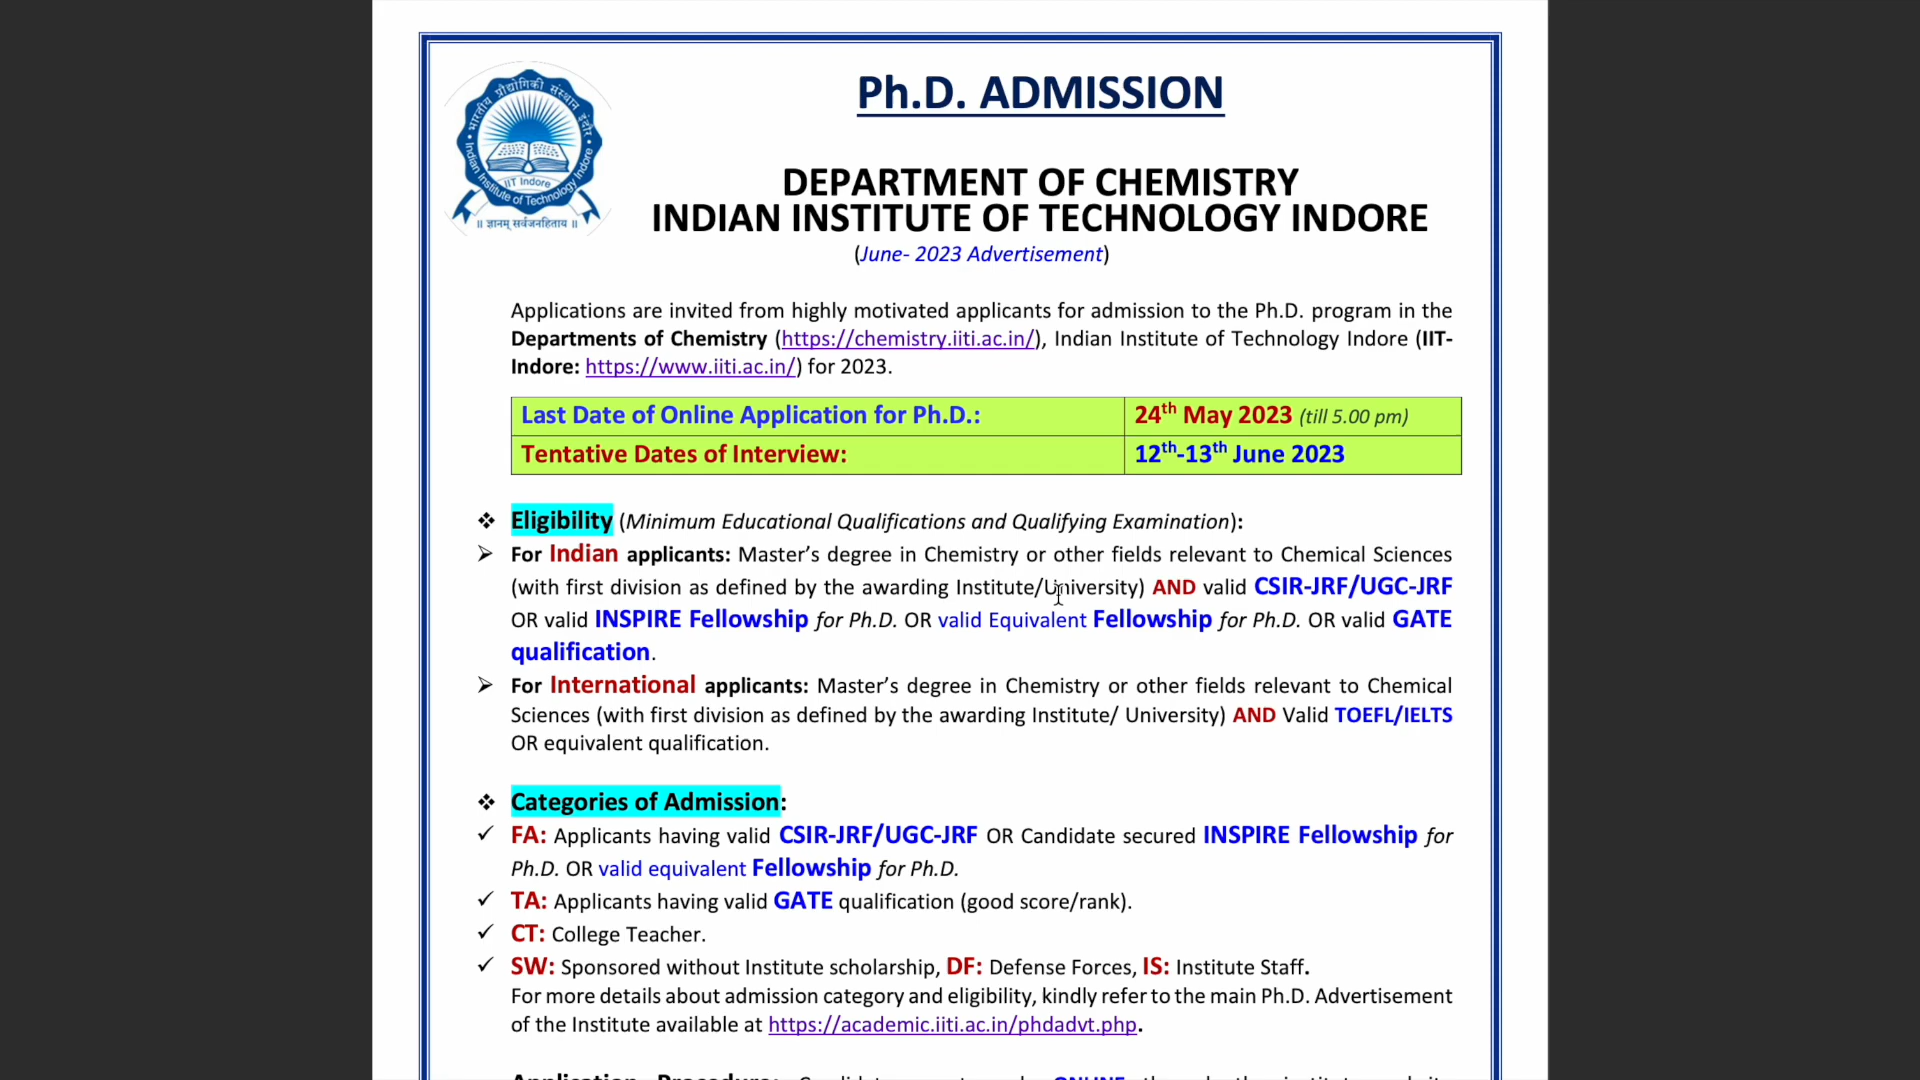 भारतीय प्रौद्योगिकी संस्थान इंदौर
IIT Indore
Indian Institute of Technology Indore
॥ ज्ञानम् सर्वजनहिताय ॥
Ph.D. ADMISSION
DEPARTMENT OF CHEMISTRY
INDIAN INSTITUTE OF TECHNOLOGY INDORE
(June- 2023 Advertisement)
Applications are invited from highly motivated applicants for admission to the Ph.D. program in the
Departments of Chemistry (https://chemistry.iiti.ac.in/), Indian Institute of Technology Indore (IIT-
Indore: https://www.iiti.ac.in/) for 2023.
Last Date of Online Application for Ph.D.: 24th May 2023 (till 5.00 pm)
Tentative Dates of Interview: 12th-13th June 2023
❖ Eligibility (Minimum Educational Qualifications and Qualifying Examination):
➢ For Indian applicants: Master’s degree in Chemistry or other fields relevant to Chemical Sciences
(with first division as defined by the awarding Institute/University) AND valid CSIR-JRF/UGC-JRF
OR valid INSPIRE Fellowship for Ph.D. OR valid Equivalent Fellowship for Ph.D. OR valid GATE
qualification.
➢ For International applicants: Master’s degree in Chemistry or other fields relevant to Chemical
Sciences (with first division as defined by the awarding Institute/ University) AND Valid TOEFL/IELTS
OR equivalent qualification.
❖ Categories of Admission:
✓ FA: Applicants having valid CSIR-JRF/UGC-JRF OR Candidate secured INSPIRE Fellowship for
Ph.D. OR valid equivalent Fellowship for Ph.D.
✓ TA: Applicants having valid GATE qualification (good score/rank).
✓ CT: College Teacher.
✓ SW: Sponsored without Institute scholarship, DF: Defense Forces, IS: Institute Staff.
For more details about admission category and eligibility, kindly refer to the main Ph.D. Advertisement
of the Institute available at https://academic.iiti.ac.in/phdadvt.php.